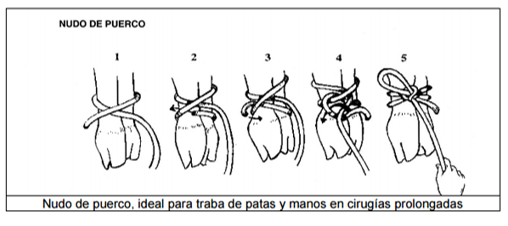 NUDO DE PUERCO
1 2 3 4 5
Nudo de puerco, ideal para traba de patas y manos en cirugías prolongadas